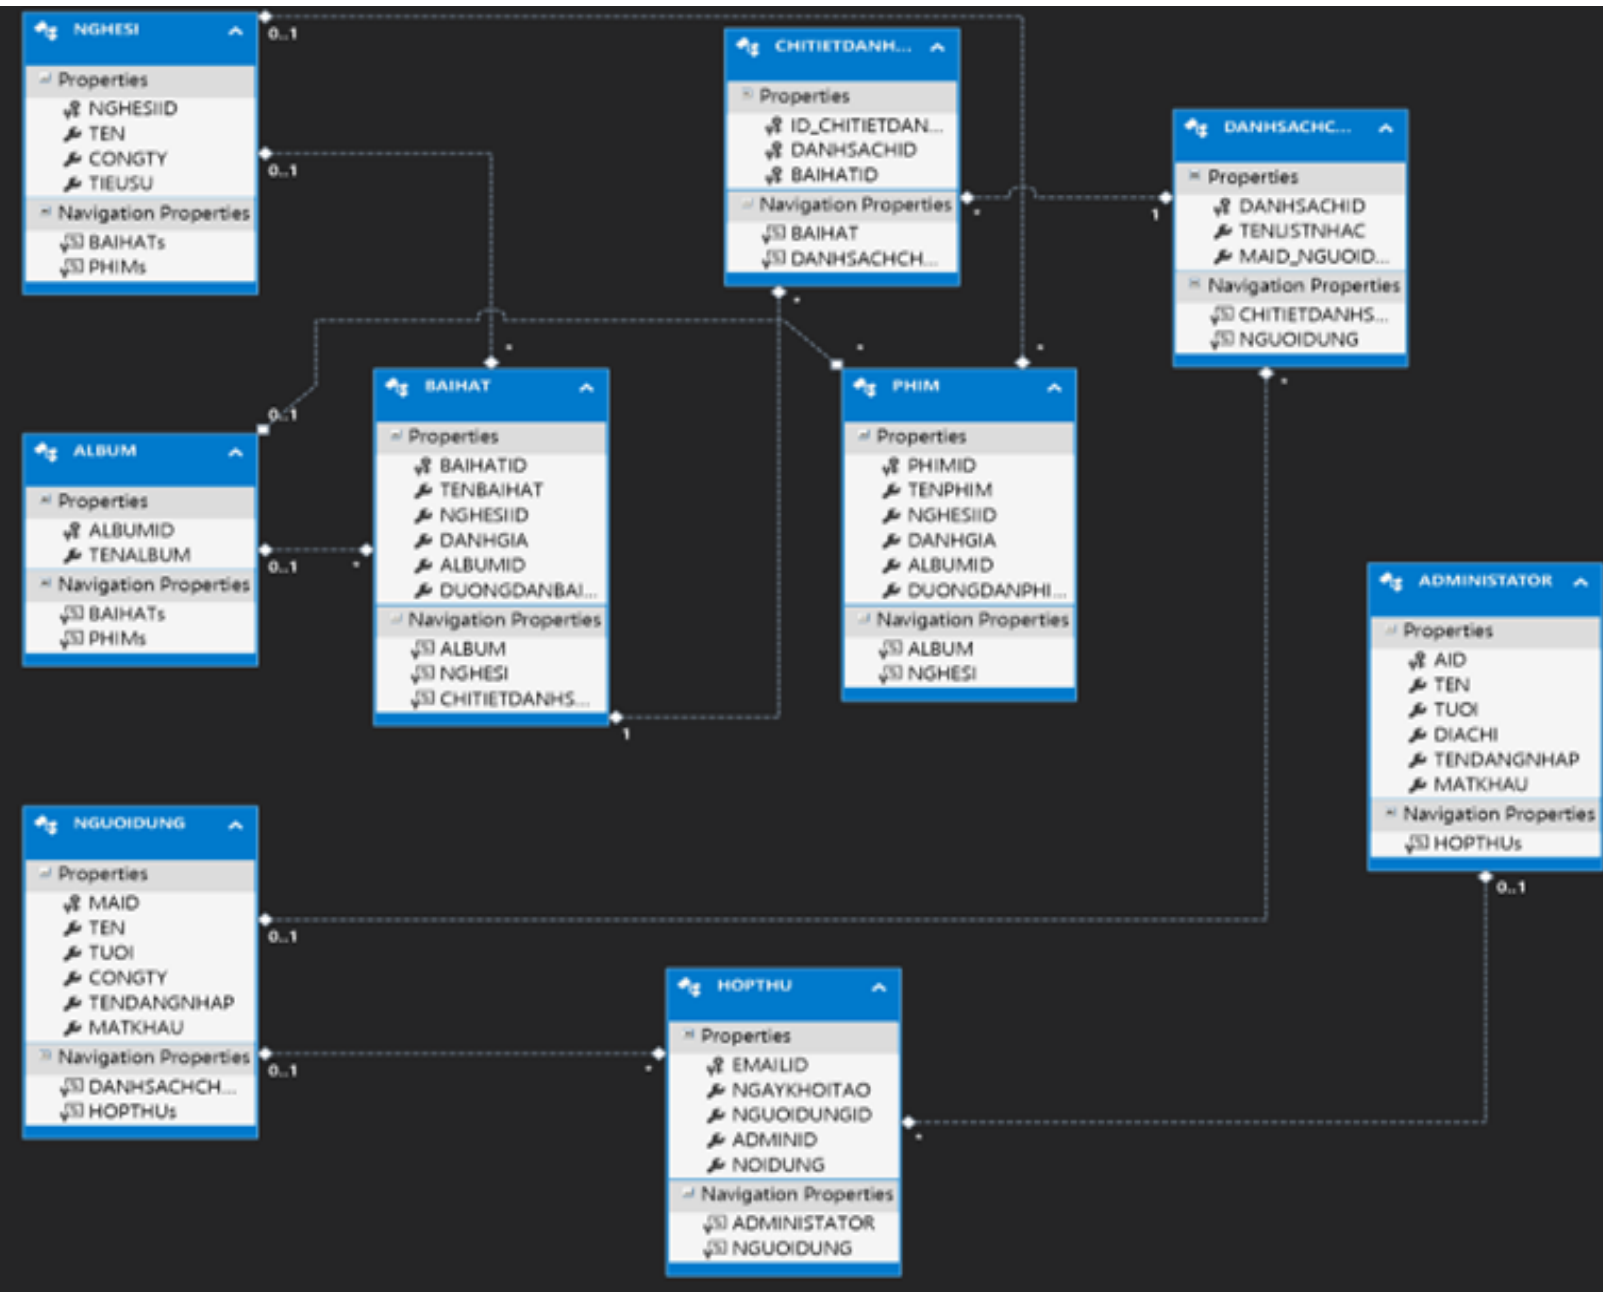 NGHESI
Properties
NGHESIID
TEN
CONGTY
TIEUSU
Navigation Properties
BAIHATs
PHIMs
0..1
0..1
CHITIETDANH...
Properties
ID_CHITIETDAN...
DANHSACHID
BAIHATID
Navigation Properties
BAIHAT
DANHSACHCH...
*
*
1
DANHSACHC...
Properties
DANHSACHID
TENLISTNHAC
MAID_NGUOID...
Navigation Properties
CHITIETDANHS...
NGUOIDUNG
*
ALBUM
Properties
ALBUMID
TENALBUM
Navigation Properties
BAIHATs
PHIMs
0..1
0..1
*
*
BAIHAT
Properties
BAIHATID
TENBAIHAT
NGHESIID
DANHGIA
ALBUMID
DUONGDANBAI...
Navigation Properties
ALBUM
NGHESI
CHITIETDANHS...
1
*
*
PHIM
Properties
PHIMID
TENPHIM
NGHESIID
DANHGIA
ALBUMID
DUONGDANPHI...
Navigation Properties
ALBUM
NGHESI
ADMINISTATOR
Properties
AID
TEN
TUOI
DIACHI
TENDANGNHAP
MATKHAU
Navigation Properties
HOPTHUs
0..1
NGUOIDUNG
Properties
MAID
TEN
TUOI
CONGTY
TENDANGNHAP
MATKHAU
Navigation Properties
DANHSACHCH...
HOPTHUs
0..1
0..1
*
HOPTHU
Properties
EMAILID
NGAYKHOITAO
NGUOIDUNGID
ADMINID
NOIDUNG
Navigation Properties
ADMINISTATOR
NGUOIDUNG
*